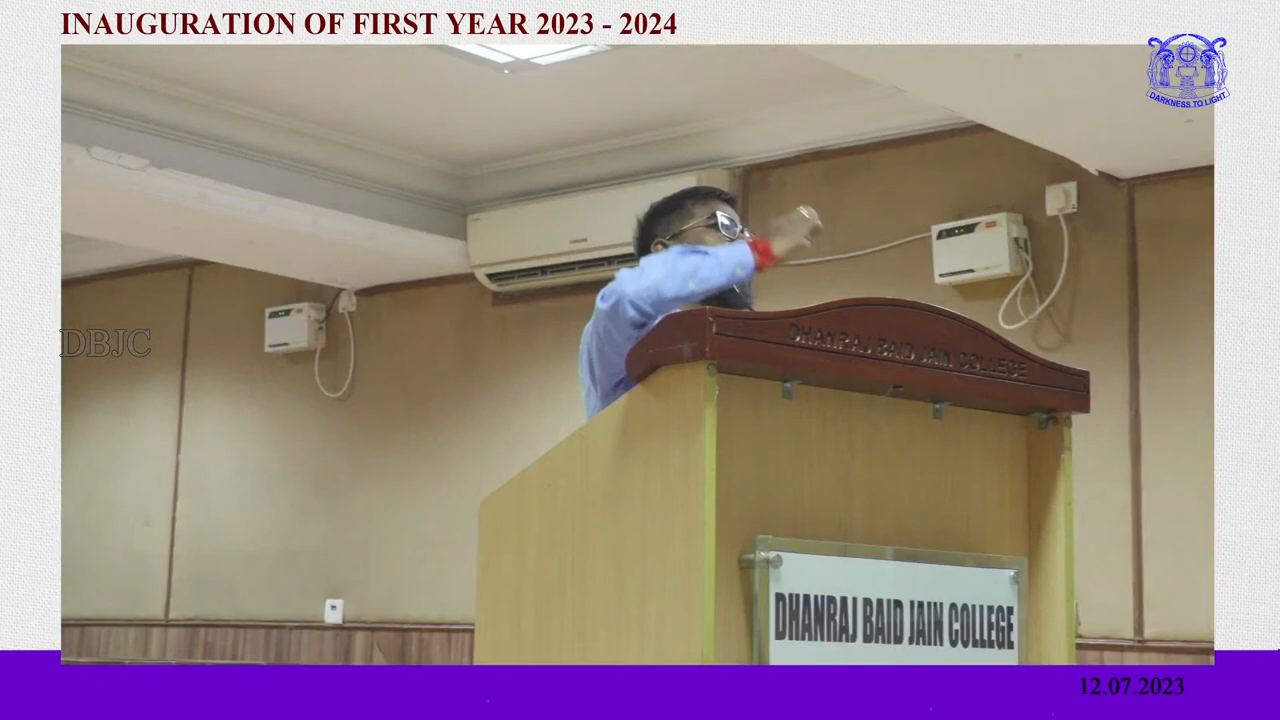 INAUGURATION OF FIRST YEAR 2023 - 2024
DARKNESS TO LIGHT
DBJC
DHANRAJ BAID JAIN COLLEGE
DHANRAJ BAID JAIN COLLEGE
12.07.2023